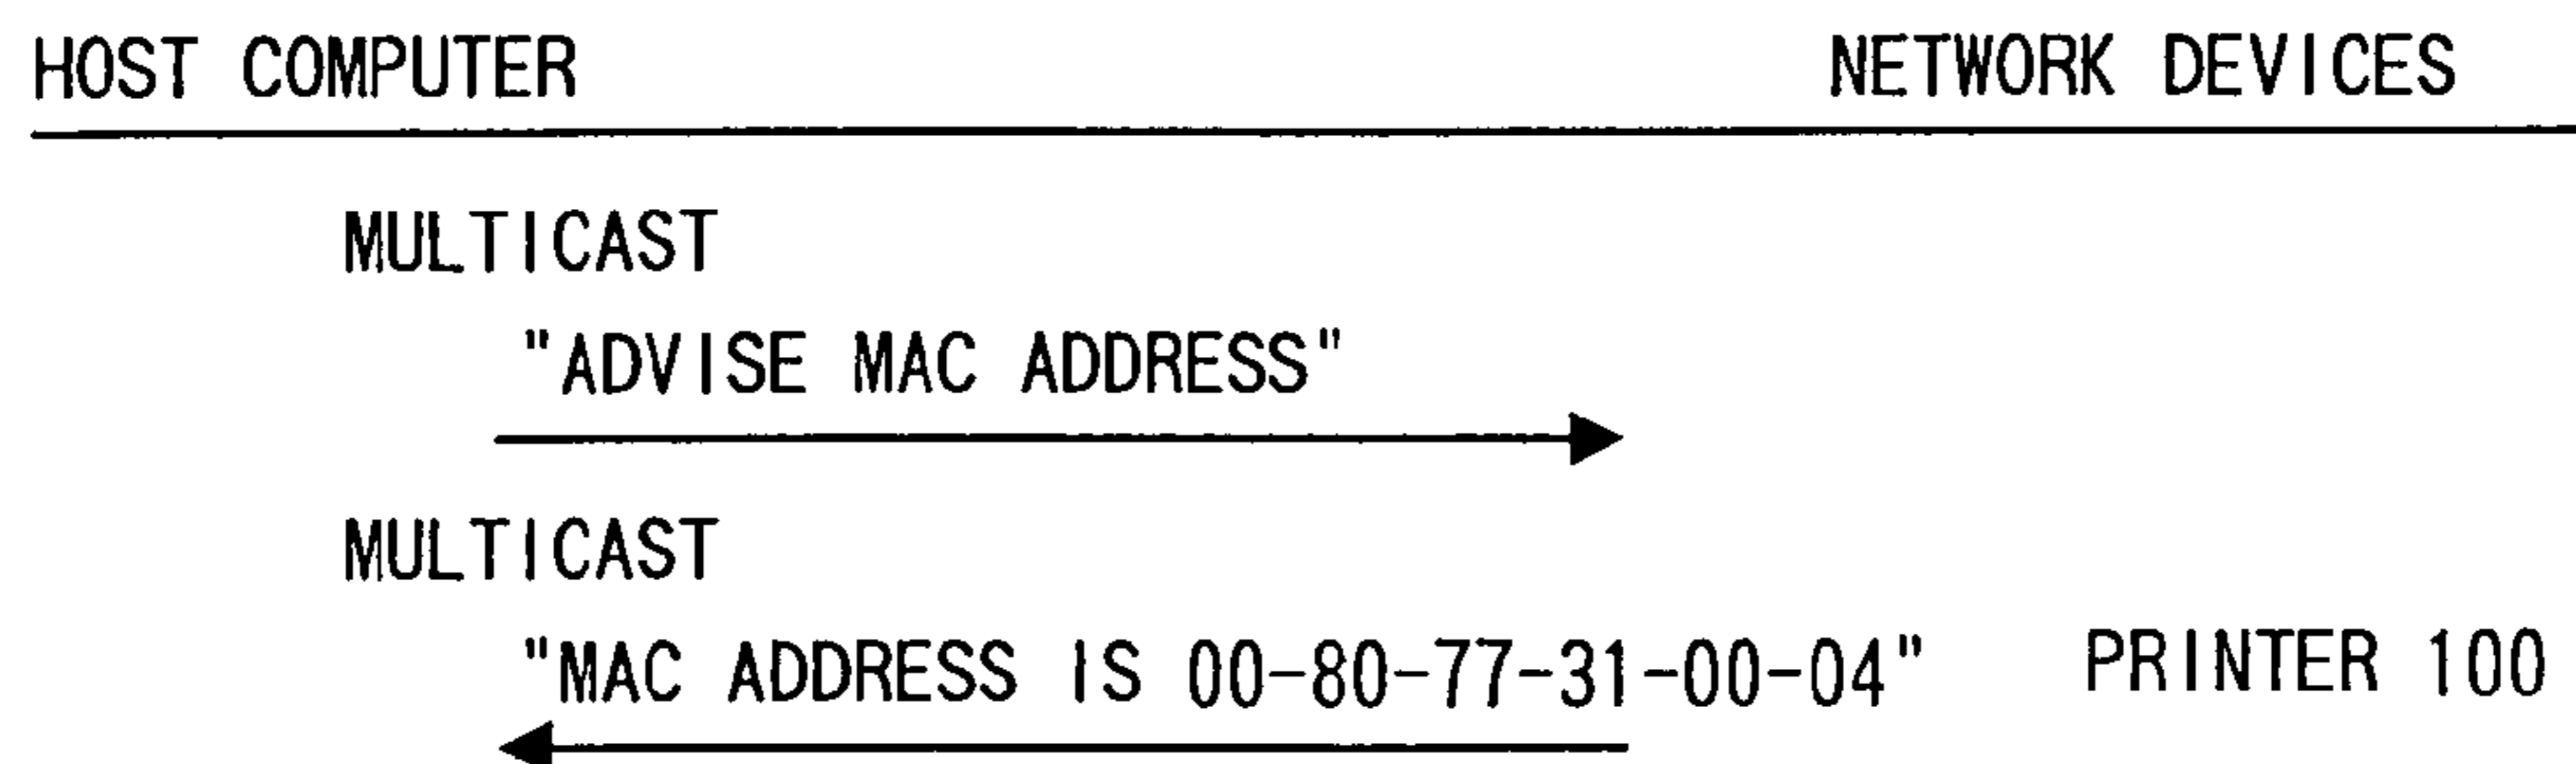 HOST COMPUTER NETWORK DEVICES
MULTICAST
"ADVISE MAC ADDRESS"
MULTICAST
"MAC ADDRESS IS 00-80-77-31-00-04" PRINTER 100